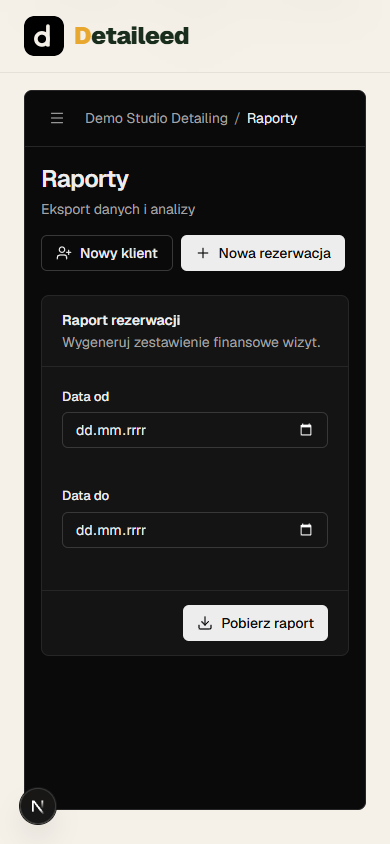 d Detaileed
Demo Studio Detailing / Raporty
Raporty
Eksport danych i analizy
Nowy klient
Nowa rezerwacja
Raport rezerwacji
Wygeneruj zestawienie finansowe wizyt.
Data od
dd.mm.rrrr
Data do
dd.mm.rrrr
Pobierz raport
N